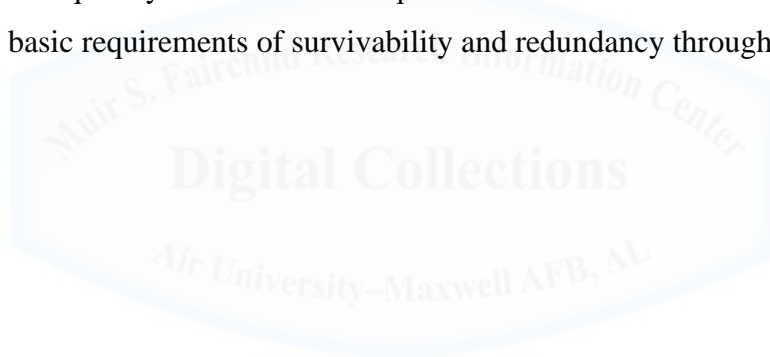 basic requirements of survivability and redundancy through
Muir S. Fairchild Research Information Center
Digital Collections
Air University–Maxwell AFB, AL